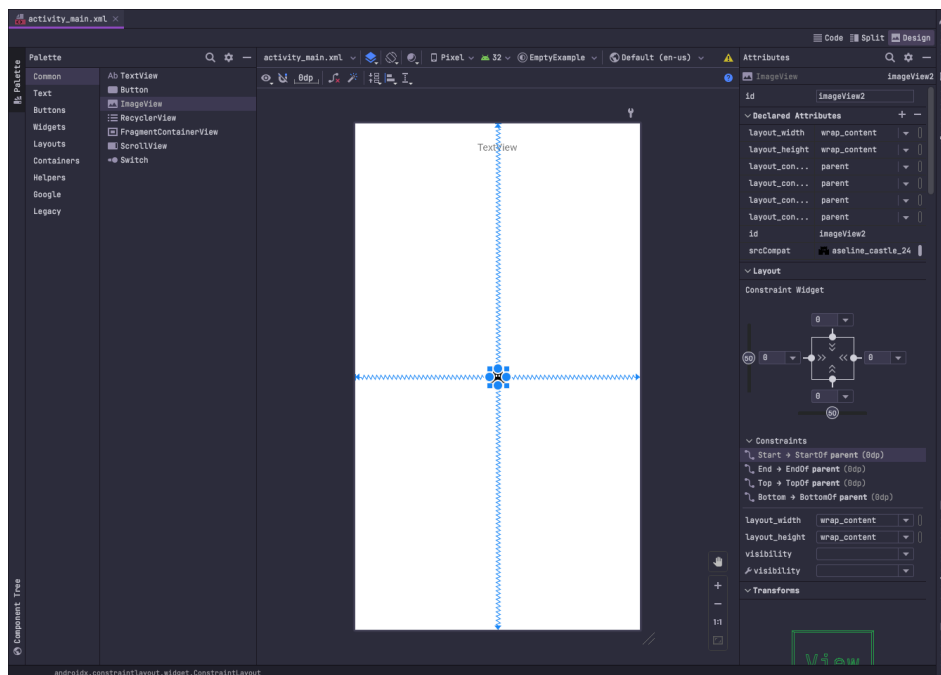 activity_main.xml
Code Split Design
Palette
activity_main.xml Pixel 32 EmptyExample Default (en-us)
Attributes
Palette
Common
Text
Buttons
Widgets
Layouts
Containers
Helpers
Google
Legacy
Ab TextView
Button
ImageView
RecyclerView
FragmentContainerView
ScrollView
Switch
0dp
ImageView imageView2
id imageView2
Declared Attributes
layout_width wrap_content
layout_height wrap_content
layout_con... parent
layout_con... parent
layout_con... parent
layout_con... parent
id imageView2
srcCompat aseline_castle_24
Layout
Constraint Widget
0
50 0 0
0
50
Constraints
Start → StartOf parent (0dp)
End → EndOf parent (0dp)
Top → TopOf parent (0dp)
Bottom → BottomOf parent (0dp)
layout_width wrap_content
layout_height wrap_content
visibility
visibility
Transforms
View
TextView
1:1
Component Tree
androidx.constraintlayout.widget.ConstraintLayout